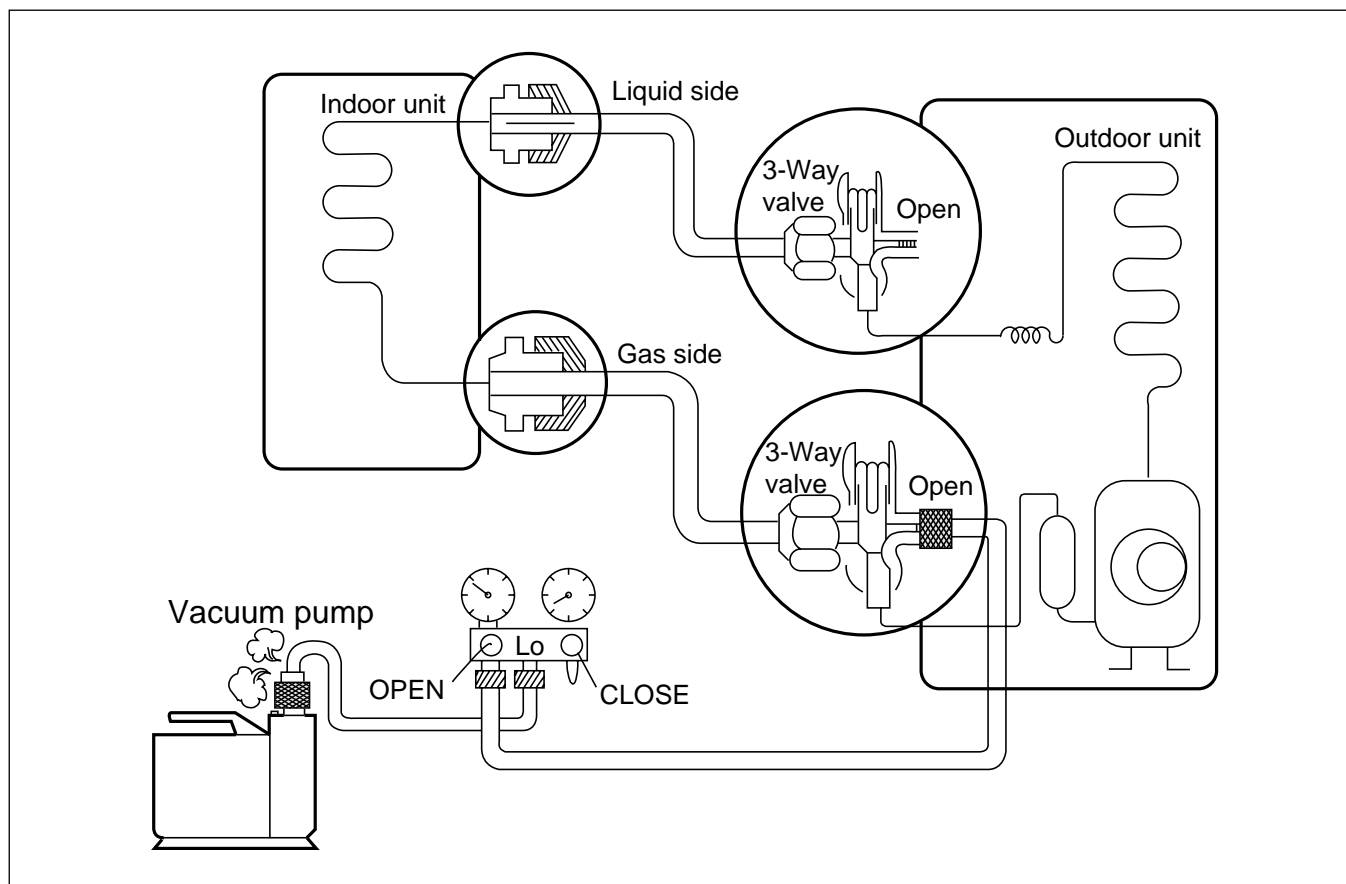 Indoor unit
Liquid side
Outdoor unit
3-Way
valve
Open
Gas side
3-Way
valve
Open
Vacuum pump
Lo
OPEN
CLOSE